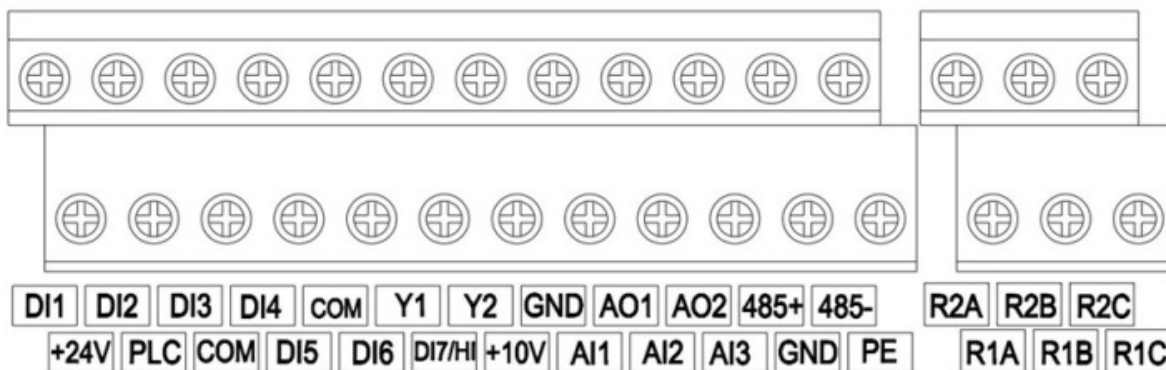 DI1 DI2 DI3 DI4 COM Y1 Y2 GND AO1 AO2 485+ 485- R2A R2B R2C
+24V PLC COM DI5 DI6 DI7/HI +10V AI1 AI2 AI3 GND PE R1A R1B R1C